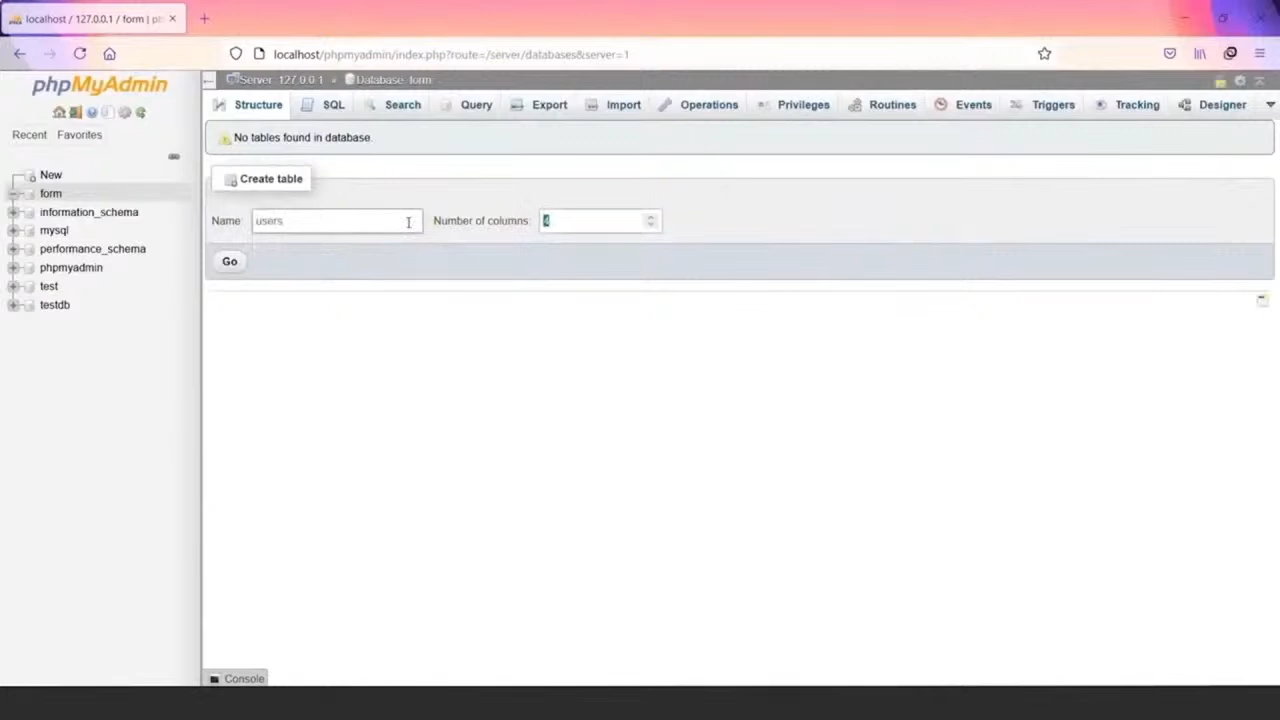 localhost / 127.0.0.1 / form | ph
localhost/phpmyadmin/index.php?route=/server/databases&server=1
phpMyAdmin
Server: 127.0.0.1 » Database: form
Structure SQL Search Query Export Import Operations Privileges Routines Events Triggers Tracking Designer
Recent Favorites
No tables found in database.
New
form
information_schema
mysql
performance_schema
phpmyadmin
test
testdb
Create table
Name: users Number of columns: 4
Go
Console